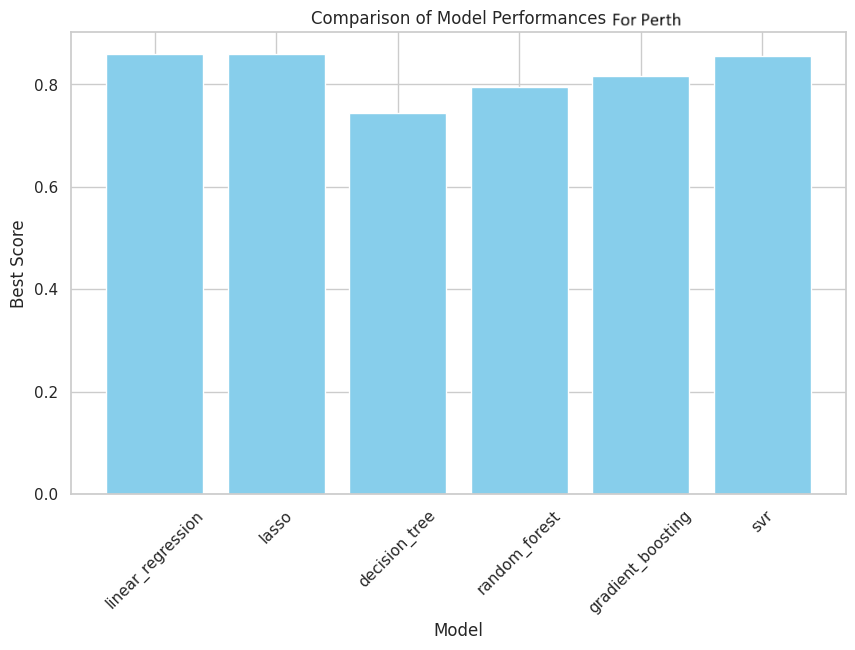 Comparison of Model Performances For Perth
Best Score
0.8
0.6
0.4
0.2
0.0
linear_regression
lasso
decision_tree
random_forest
gradient_boosting
svr
Model